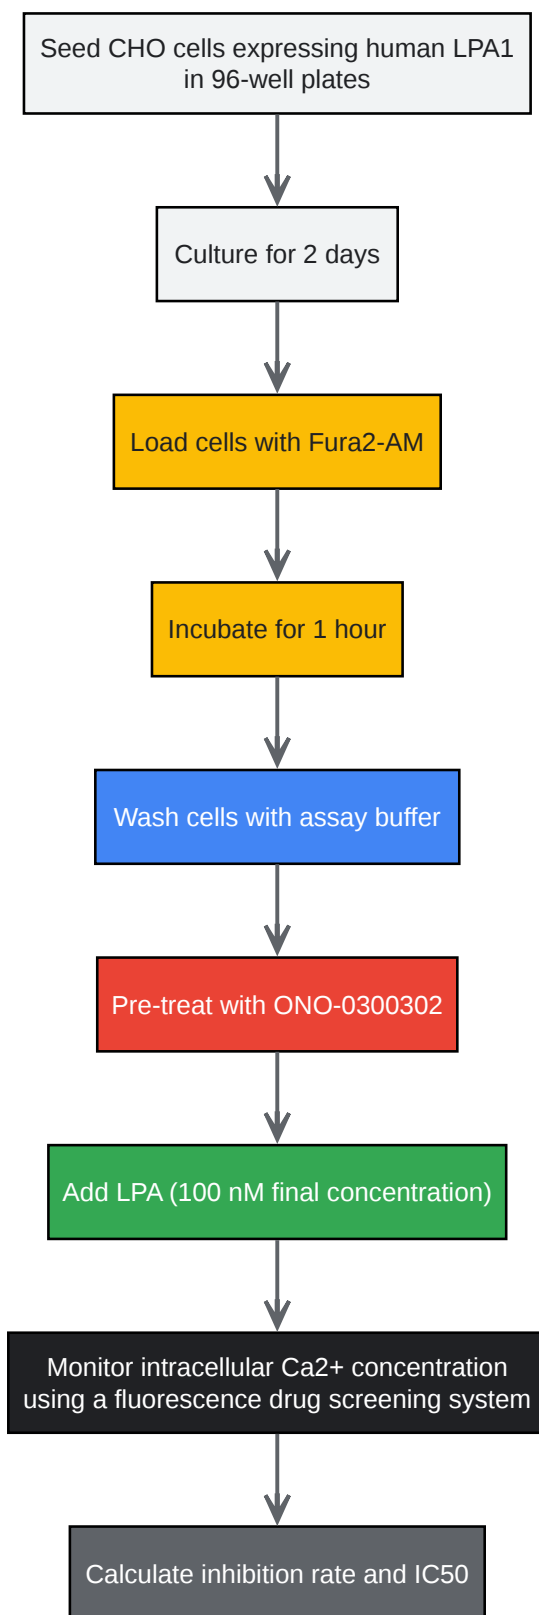 Seed CHO cells expressing human LPA1
in 96-well plates
Culture for 2 days
Load cells with Fura2-AM
Incubate for 1 hour
Wash cells with assay buffer
Pre-treat with ONO-0300302
Add LPA (100 nM final concentration)
Monitor intracellular Ca2+ concentration
using a fluorescence drug screening system
Calculate inhibition rate and IC50